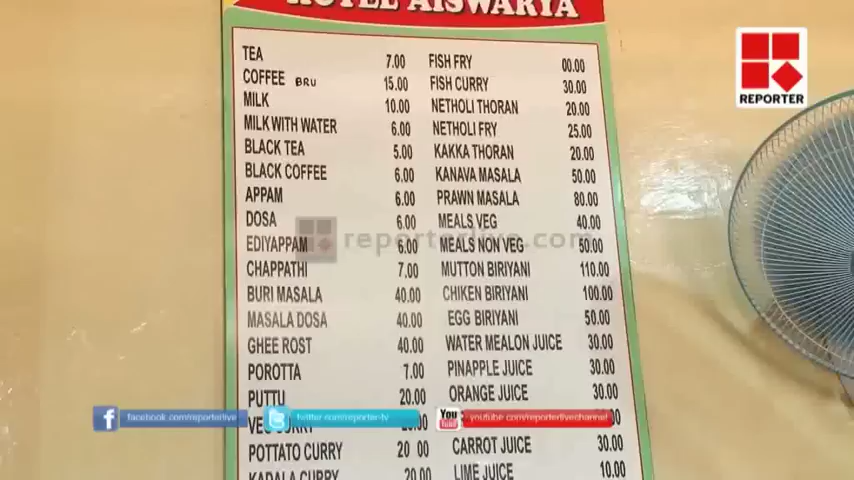 HOTEL AISWARYA
TEA 7.00
COFFEE BRU 15.00
MILK 10.00
MILK WITH WATER 6.00
BLACK TEA 5.00
BLACK COFFEE 6.00
APPAM 6.00
DOSA 6.00
EDIYAPPAM 6.00
CHAPPATHI 7.00
BURI MASALA 40.00
MASALA DOSA 40.00
GHEE ROST 40.00
POROTTA 7.00
PUTTU 20.00
VEG CURRY
POTTATO CURRY 20 00
KADALA CURRY 20.00
FISH FRY 00.00
FISH CURRY 30.00
NETHOLI THORAN 20.00
NETHOLI FRY 25.00
KAKKA THORAN 20.00
KANAVA MASALA 50.00
PRAWN MASALA 80.00
MEALS VEG 40.00
MEALS NON VEG 50.00
MUTTON BIRIYANI 110.00
CHIKEN BIRIYANI 100.00
EGG BIRIYANI 50.00
WATER MEALON JUICE 30.00
PINAPPLE JUICE 30.00
ORANGE JUICE 30.00
CARROT JUICE 30.00
LIME JUICE 10.00
REPORTER
reporterlive.com
facebook.com/reporterlive
twitter.com/reporter-tv
You Tube youtube.com/reporterlivechannel